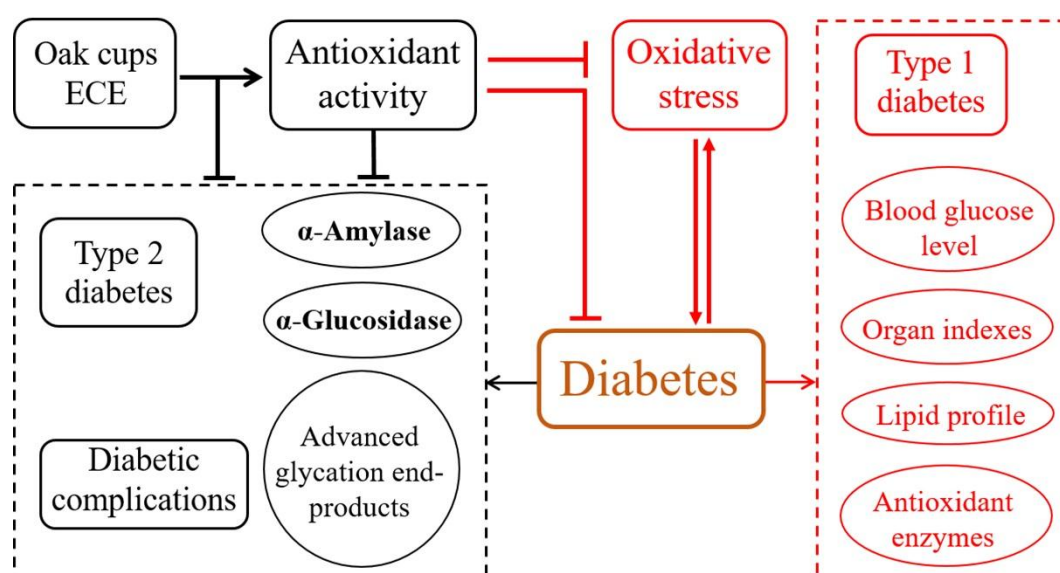 Oak cups
ECE
Antioxidant
activity
Oxidative
stress
Type 1
diabetes
Type 2
diabetes
α-Amylase
α-Glucosidase
Diabetic
complications
Advanced
glycation end-
products
Diabetes
Blood glucose
level
Organ indexes
Lipid profile
Antioxidant
enzymes